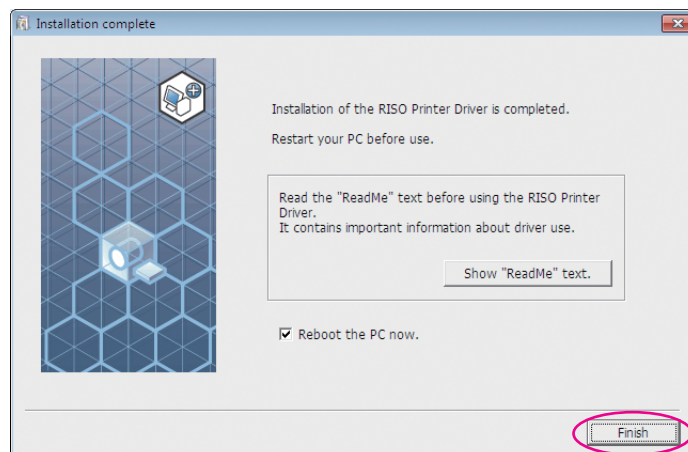 Installation complete
Installation of the RISO Printer Driver is completed.
Restart your PC before use.
Read the "ReadMe" text before using the RISO Printer
Driver.
It contains important information about driver use.
Show "ReadMe" text.
Reboot the PC now.
Finish